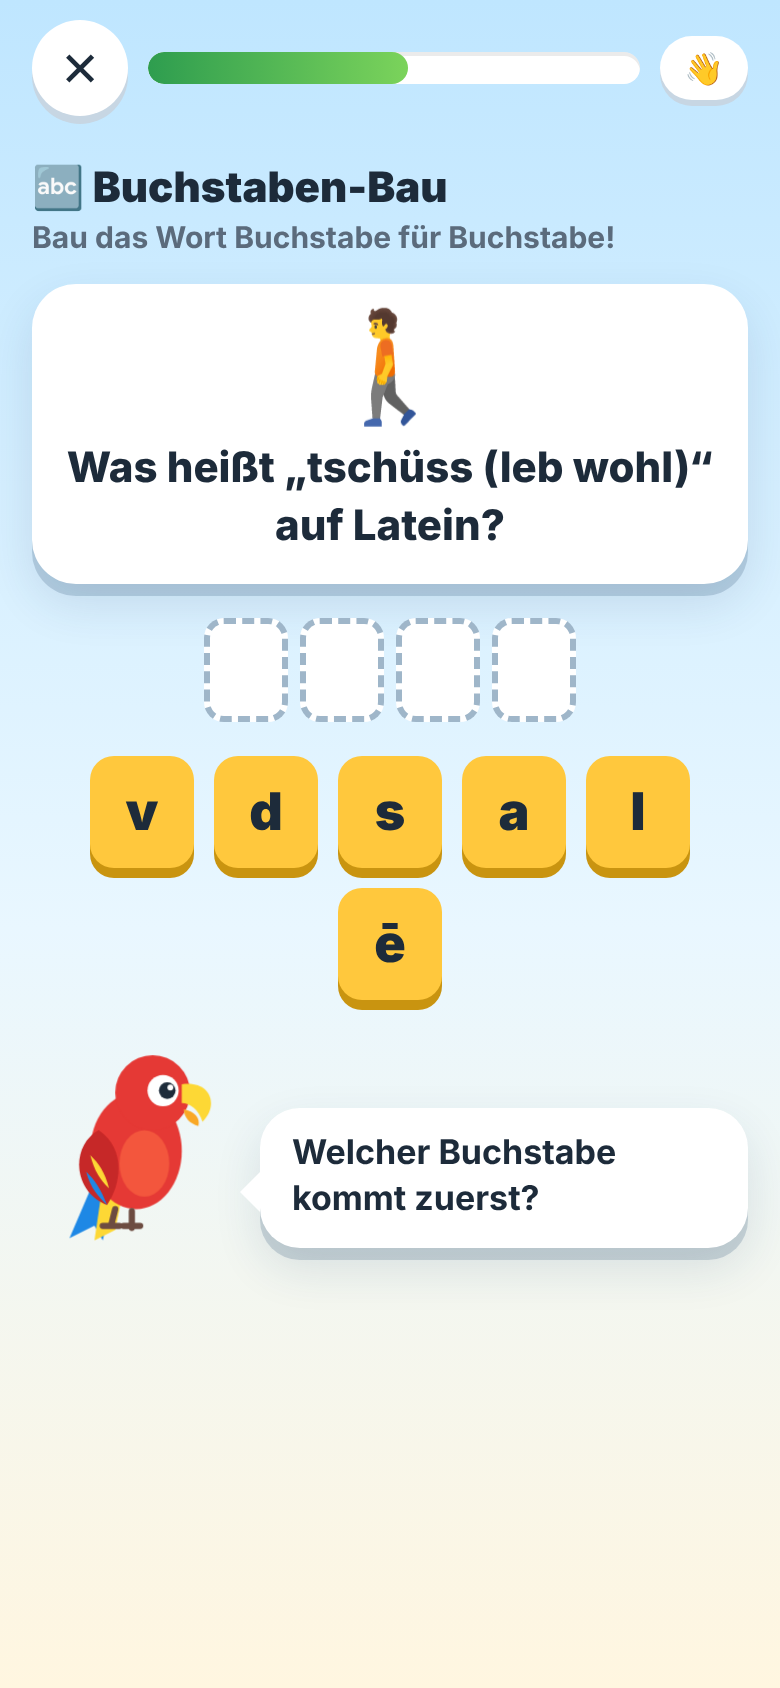 abc Buchstaben-Bau
Bau das Wort Buchstabe für Buchstabe!
Was heißt „tschüss (leb wohl)“
auf Latein?
v d s a l
ē
Welcher Buchstabe
kommt zuerst?